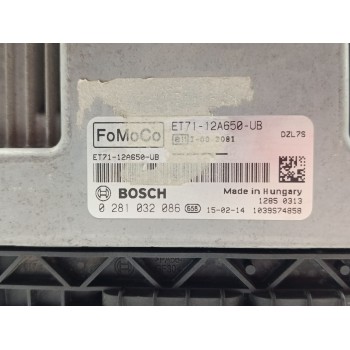 FoMoCo
ET71-12A650-UB
DZL7S
ET71-12A650-UB
BOSCH
Made in Hungary
1285 0313
0 281 032 086
15-02-14 1039S74858